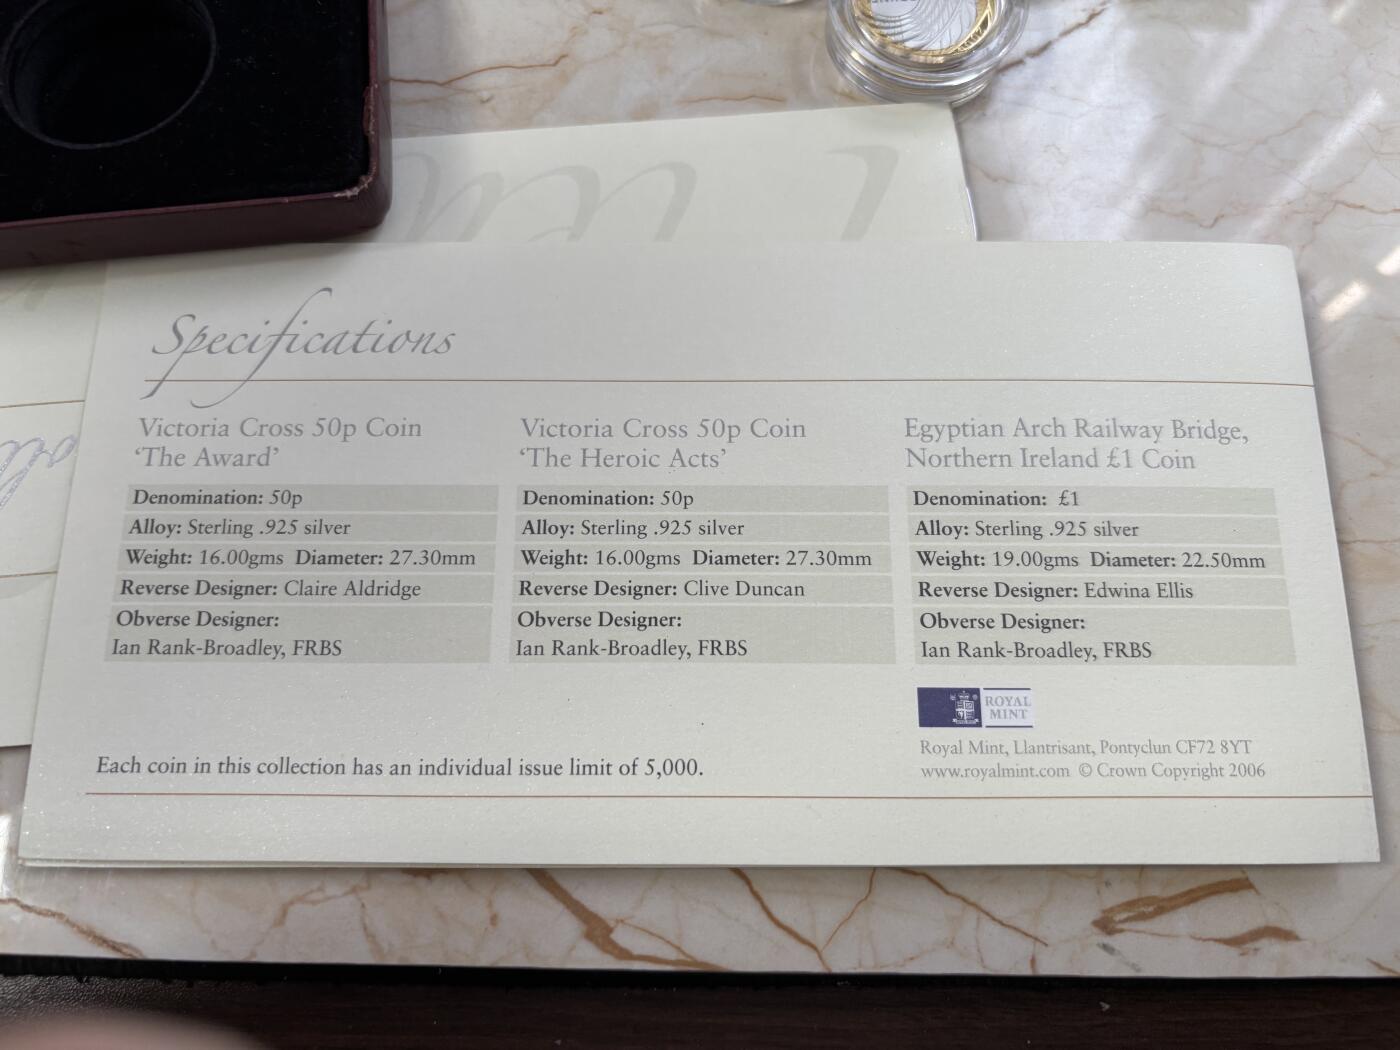 Specifications
Victoria Cross 50p Coin
‘The Award’
Denomination: 50p
Alloy: Sterling .925 silver
Weight: 16.00gms Diameter: 27.30mm
Reverse Designer: Claire Aldridge
Obverse Designer:
Ian Rank-Broadley, FRBS
Victoria Cross 50p Coin
‘The Heroic Acts’
Denomination: 50p
Alloy: Sterling .925 silver
Weight: 16.00gms Diameter: 27.30mm
Reverse Designer: Clive Duncan
Obverse Designer:
Ian Rank-Broadley, FRBS
Egyptian Arch Railway Bridge,
Northern Ireland £1 Coin
Denomination: £1
Alloy: Sterling .925 silver
Weight: 19.00gms Diameter: 22.50mm
Reverse Designer: Edwina Ellis
Obverse Designer:
Ian Rank-Broadley, FRBS
ROYAL
MINT
Royal Mint, Llantrisant, Pontyclun CF72 8YT
www.royalmint.com © Crown Copyright 2006
Each coin in this collection has an individual issue limit of 5,000.